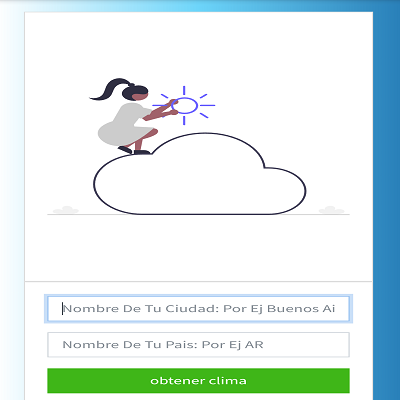 Nombre De Tu Ciudad: Por Ej Buenos Ai
Nombre De Tu Pais: Por Ej AR
obtener clima